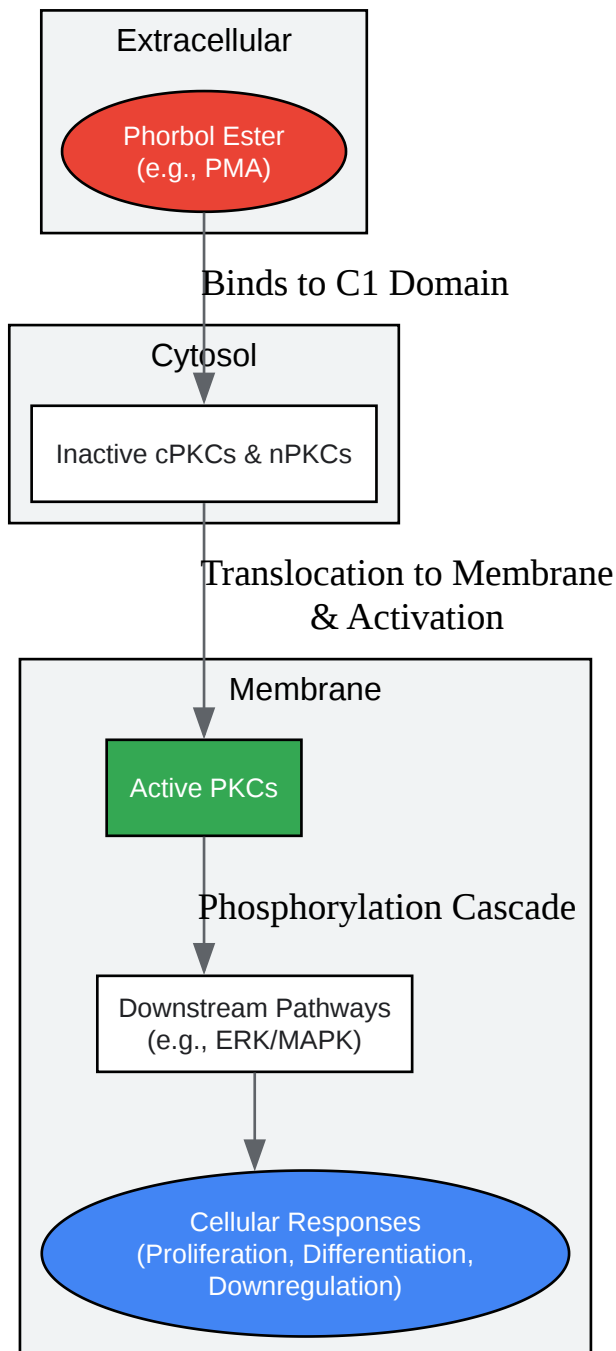 Extracellular
Phorbol Ester
(e.g., PMA)
Binds to C1 Domain
Cytosol
Inactive cPKCs & nPKCs
Translocation to Membrane
& Activation
Membrane
Active PKCs
Phosphorylation Cascade
Downstream Pathways
(e.g., ERK/MAPK)
Cellular Responses
(Proliferation, Differentiation,
Downregulation)